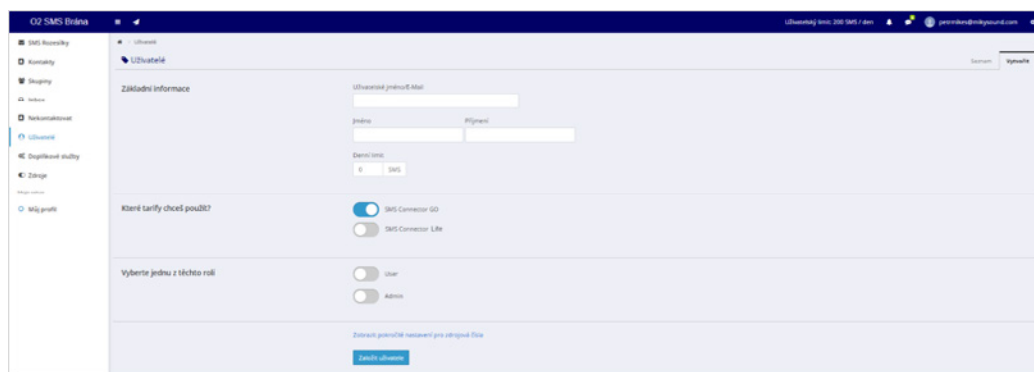 O2 SMS Brána
Uživatelský limit: 200 SMS / den
petrmikes@mikysound.com
SMS Rozesílky
Kontakty
Skupiny
Nekontaktovat
Uživatelé
Doplňkové služby
Zdroje
Můj profil
Uživatelé
Uživatelé
Seznam
Vytvořit
Základní informace
Uživatelské jméno/E-Mail
Jméno
Příjmení
Denní limit
0 SMS
Které tarify chceš použít?
SMS Connector GO
SMS Connector Life
Vyberte jednu z těchto rolí
User
Admin
Zobrazit pokročilé nastavení pro zdrojová čísla
Založit uživatele